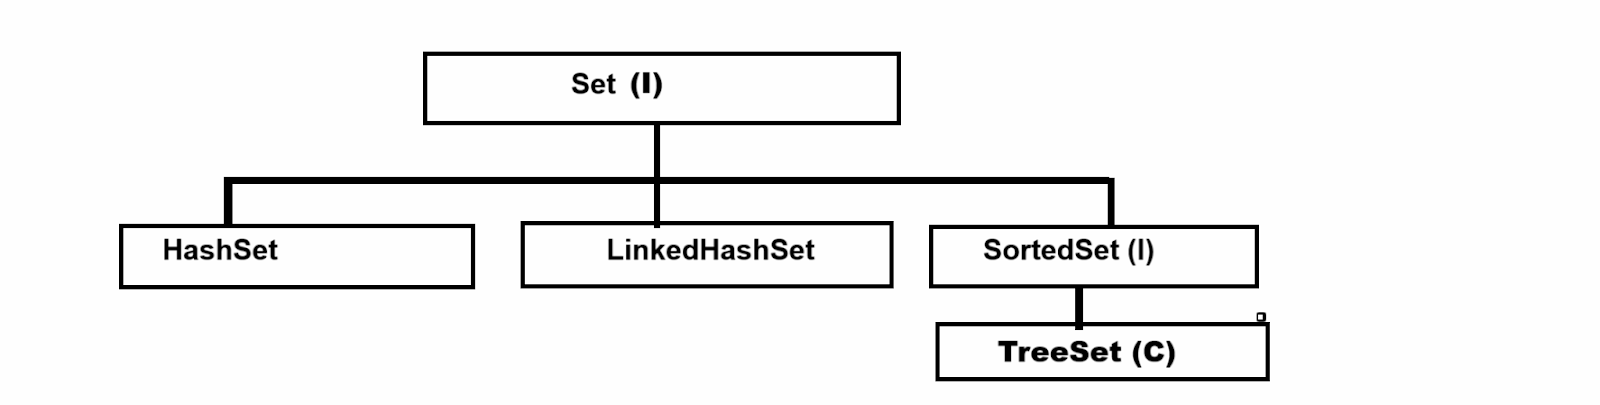 Set (I)
HashSet
LinkedHashSet
SortedSet (I)
TreeSet (C)